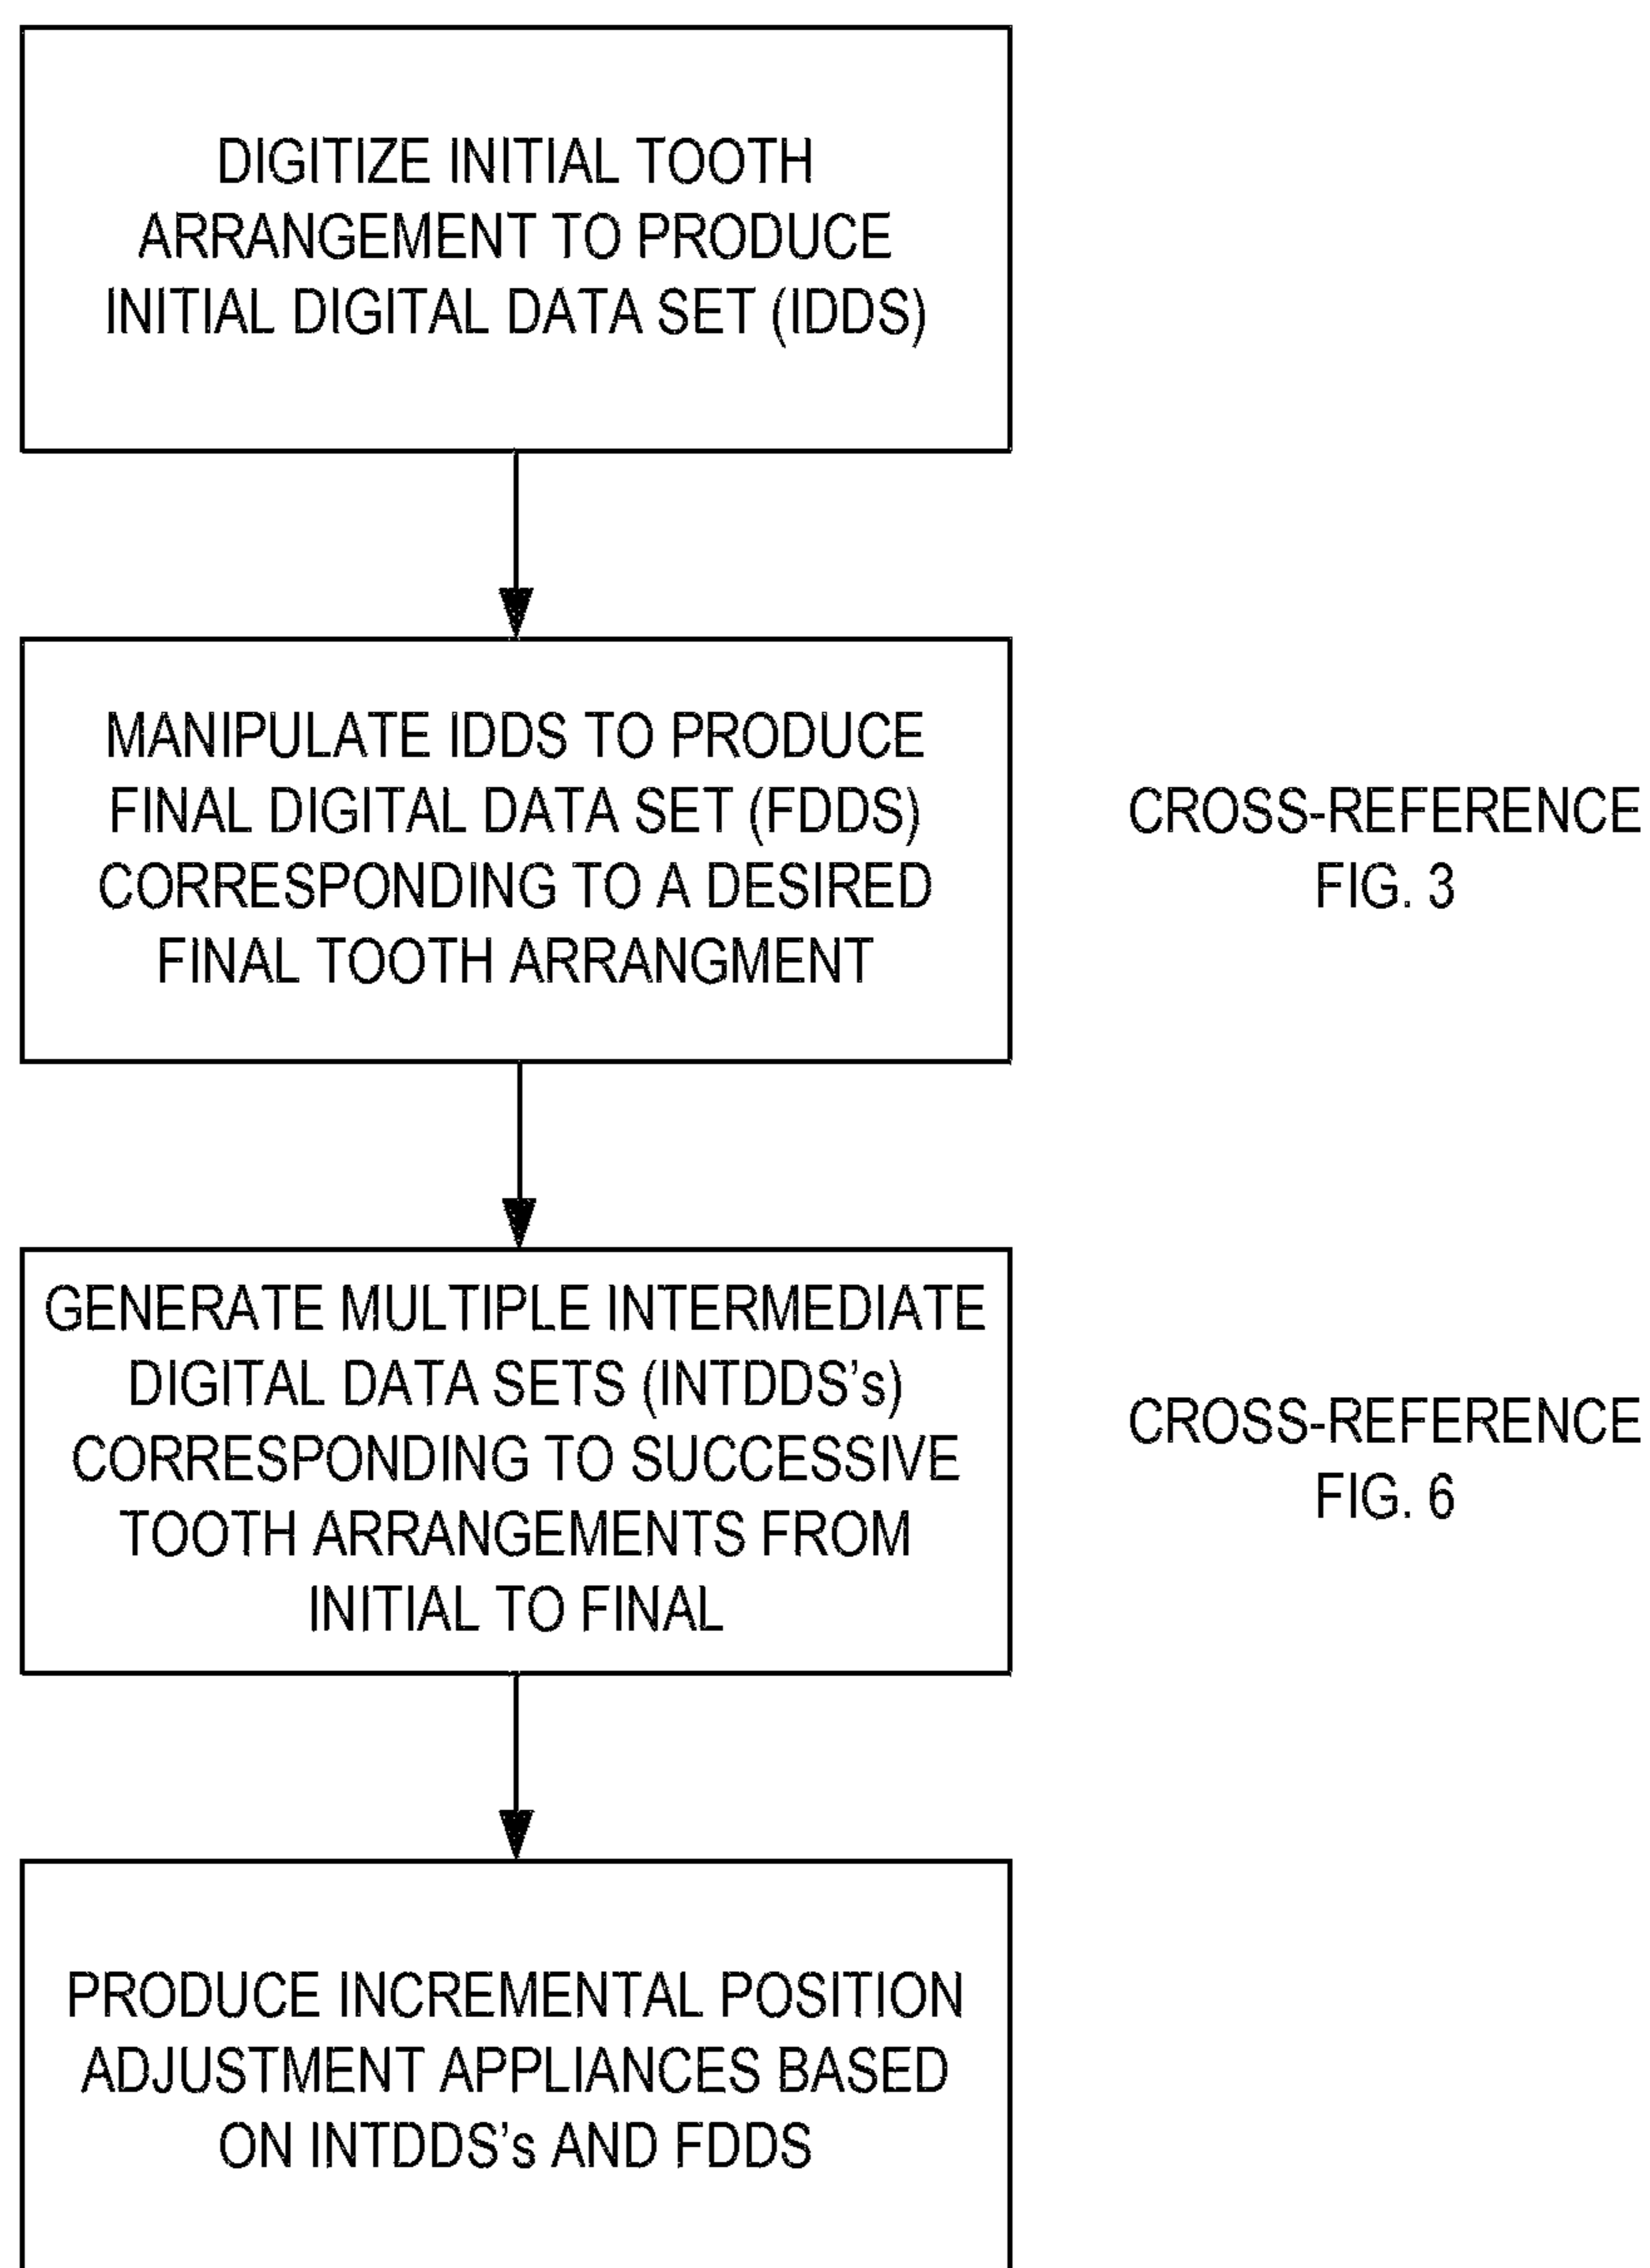 DIGITIZE INITIAL TOOTH
ARRANGEMENT TO PRODUCE
INITIAL DIGITAL DATA SET (IDDS)
MANIPULATE IDDS TO PRODUCE
FINAL DIGITAL DATA SET (FDDS)
CORRESPONDING TO A DESIRED
FINAL TOOTH ARRANGMENT
CROSS-REFERENCE
FIG. 3
GENERATE MULTIPLE INTERMEDIATE
DIGITAL DATA SETS (INTDDS's)
CORRESPONDING TO SUCCESSIVE
TOOTH ARRANGEMENTS FROM
INITIAL TO FINAL
CROSS-REFERENCE
FIG. 6
PRODUCE INCREMENTAL POSITION
ADJUSTMENT APPLIANCES BASED
ON INTDDS's AND FDDS